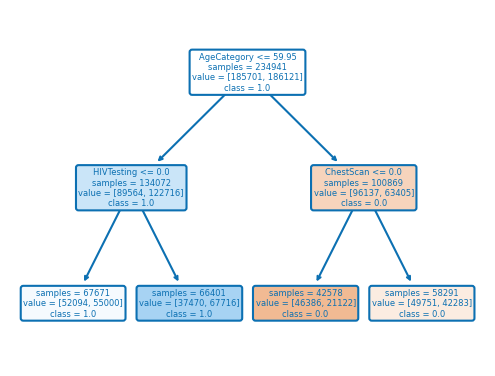 AgeCategory <= 59.95
samples = 234941
value = [185701, 186121]
class = 1.0
HIVTesting <= 0.0
samples = 134072
value = [89564, 122716]
class = 1.0
ChestScan <= 0.0
samples = 100869
value = [96137, 63405]
class = 0.0
samples = 67671
value = [52094, 55000]
class = 1.0
samples = 66401
value = [37470, 67716]
class = 1.0
samples = 42578
value = [46386, 21122]
class = 0.0
samples = 58291
value = [49751, 42283]
class = 0.0